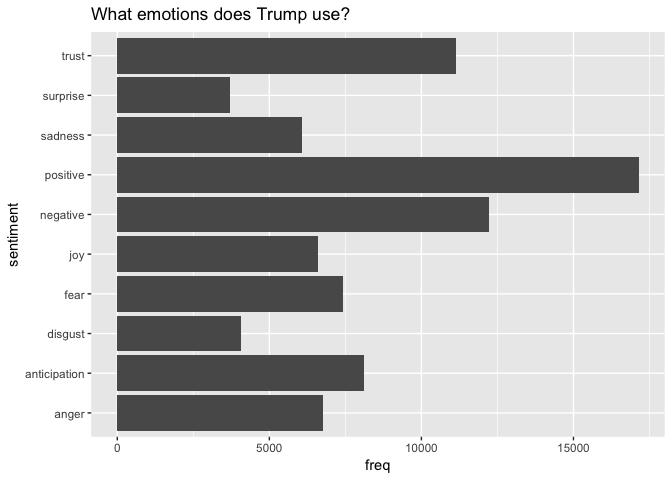 What emotions does Trump use?
trust
surprise
sadness
positive
negative
joy
fear
disgust
anticipation
anger
sentiment
0 5000 10000 15000
freq